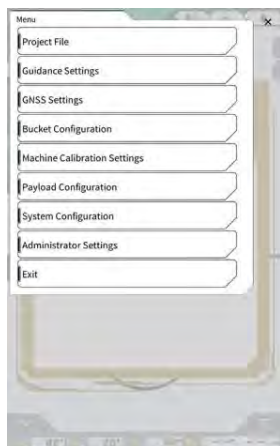 Menu
Project File
Guidance Settings
GNSS Settings
Bucket Configuration
Machine Calibration Settings
Payload Configuration
System Configuration
Administrator Settings
Exit